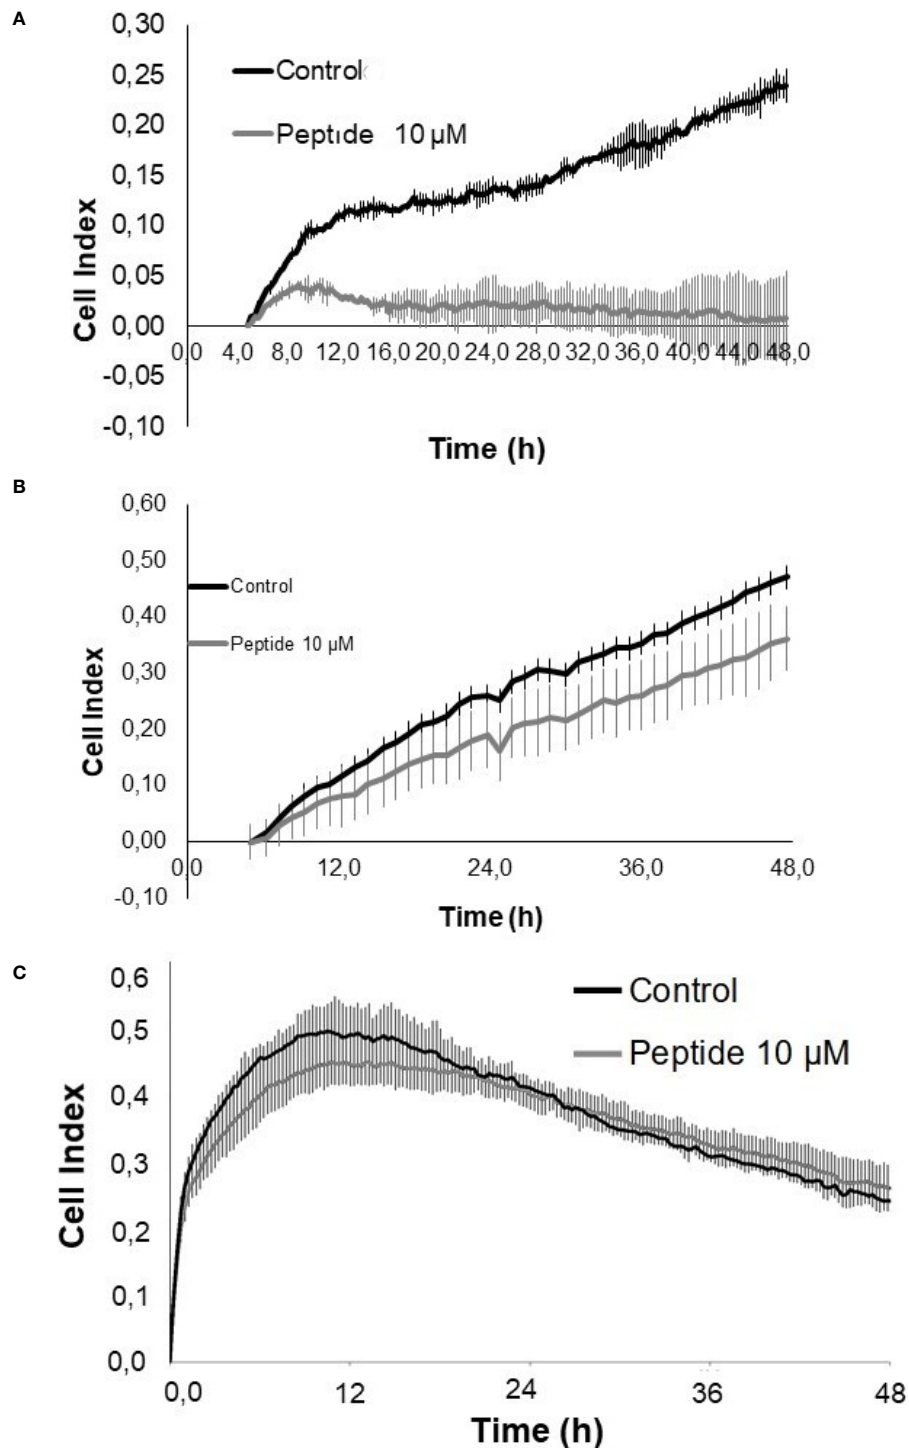 A
0,30
0,25
0,20
0,15
0,10
0,05
0,00
-0,05
-0,10
Cell Index
Control
Peptide 10 µM
0,0 4,0 8,0 12,0 16,0 20,0 24,0 28,0 32,0 36,0 40,0 44,0 48,0
Time (h)
B
0,60
0,50
0,40
0,30
0,20
0,10
0,00
-0,10
Cell Index
Control
Peptide 10 µM
0,0 12,0 24,0 36,0 48,0
Time (h)
C
0,6
0,5
0,4
0,3
0,2
0,1
0,0
Cell Index
Control
Peptide 10 µM
0,0 12 24 36 48
Time (h)